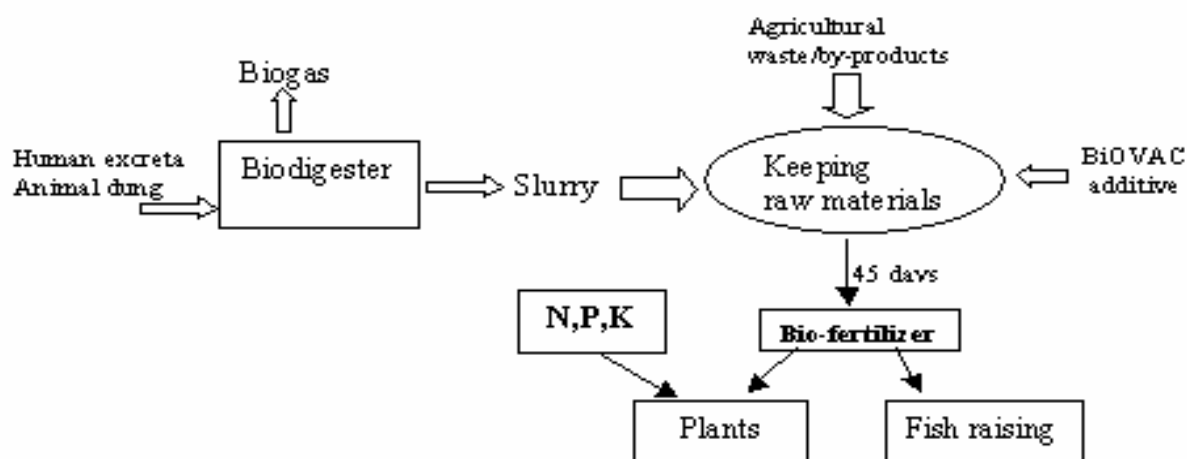 Agricultural
waste/by-products
Biogas
Human excreta
Animal dung
Biodigester
Slurry
Keeping
raw materials
BiOVAC
additive
45 days
N,P,K
Bio-fertilizer
Plants
Fish raising